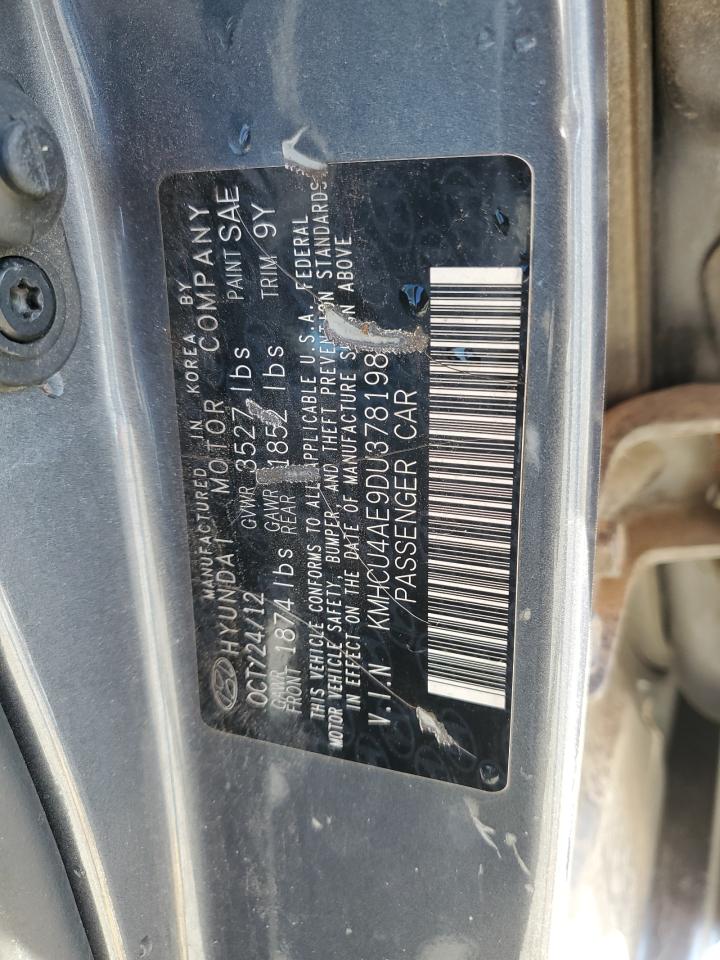 MANUFACTURED IN KOREA BY
HYUNDAI MOTOR COMPANY
OCT/24/12 GVWR 3527 lbs PAINT SAE
GAWR FRONT 1874 lbs GAWR REAR 1852 lbs TRIM 9Y
THIS VEHICLE CONFORMS TO ALL APPLICABLE U.S.A. FEDERAL
MOTOR VEHICLE SAFETY, BUMPER, AND THEFT PREVENTION STANDARDS
IN EFFECT ON THE DATE OF MANUFACTURE SHOWN ABOVE
V.I.N KMHCU4AE9DU378198
PASSENGER CAR